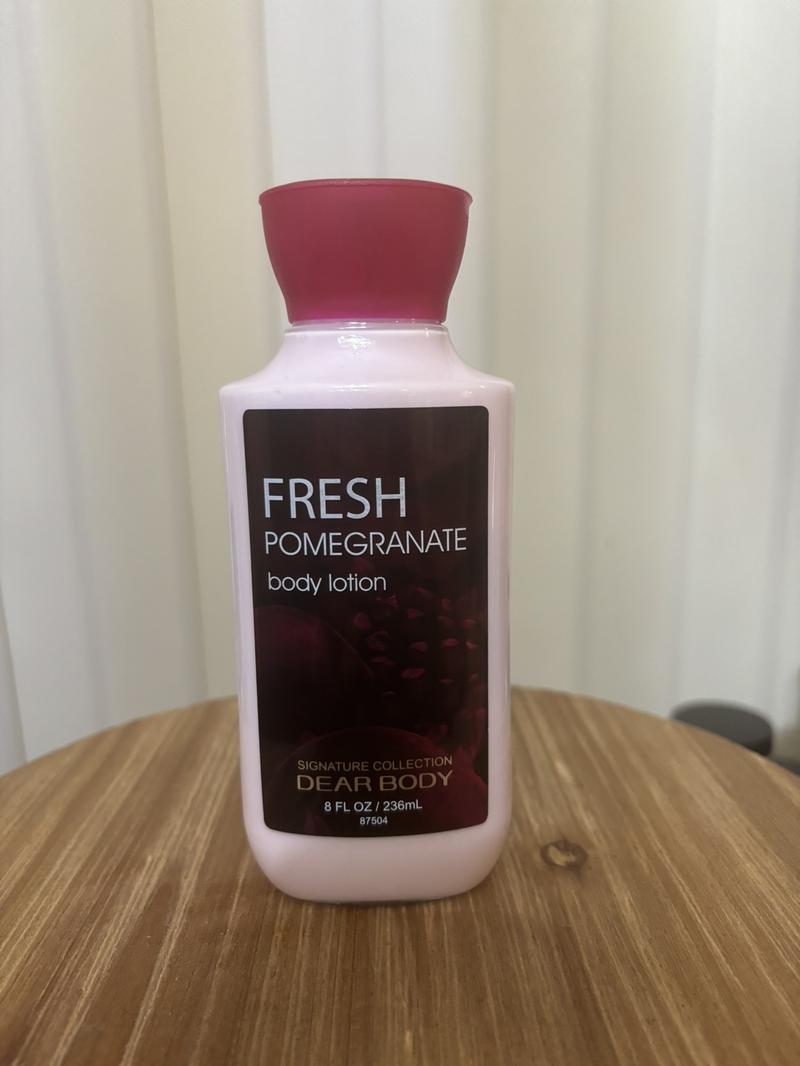 FRESH
POMEGRANATE
body lotion
SIGNATURE COLLECTION
DEAR BODY
8 FL OZ / 236mL
87504